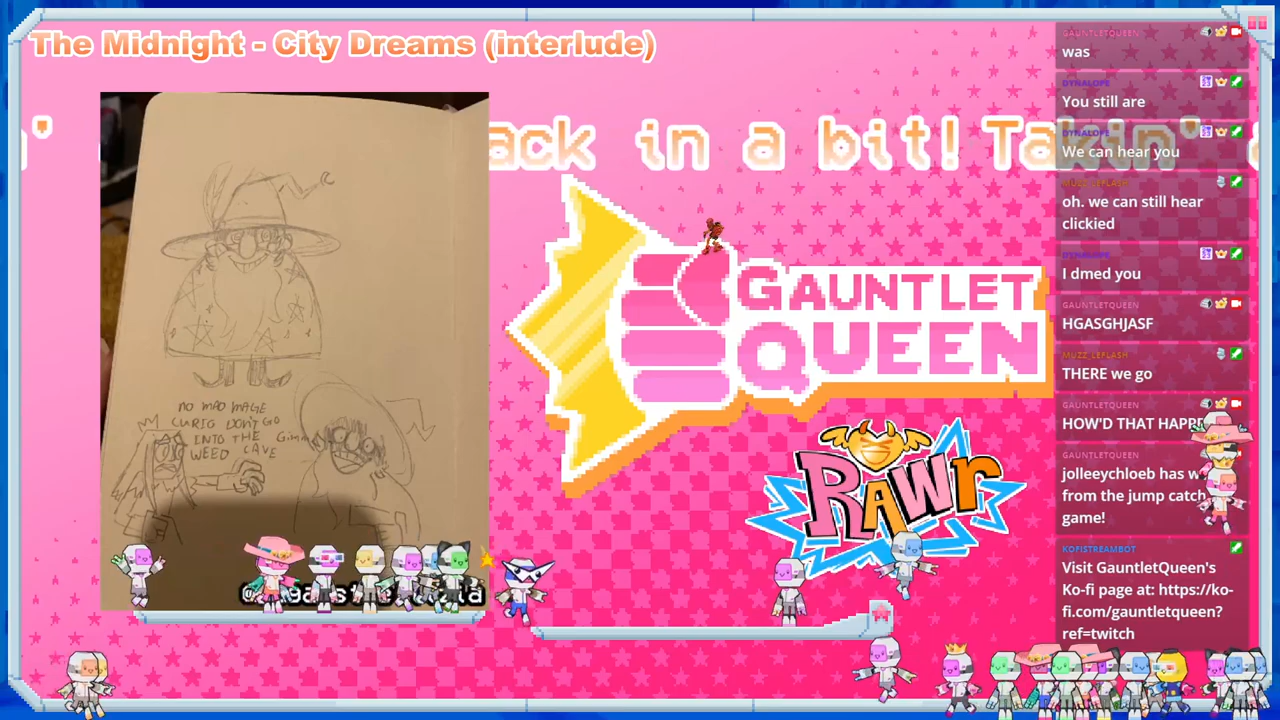 The Midnight - City Dreams (interlude)
ack in a bit! Takin'
GAUNTLET
QUEEN
RAWr
NO MAD MAGE
CURIG DON'T GO
INTO THE
WEED CAVE
GAUNTLETQUEEN
was
DYNALOPE
You still are
DYNALOPE
We can hear you
MUZZ_LEFLASH
oh. we can still hear
clickied
DYNALOPE
I dmed you
GAUNTLETQUEEN
HGASGHJASF
MUZZ_LEFLASH
THERE we go
GAUNTLETQUEEN
HOW'D THAT HAPP
GAUNTLETQUEEN
jolleeychloeb has w
from the jump catch
game!
KOFISTREAMBOT
Visit GauntletQueen's
Ko-fi page at: https://ko-
fi.com/gauntletqueen?
ref=twitch